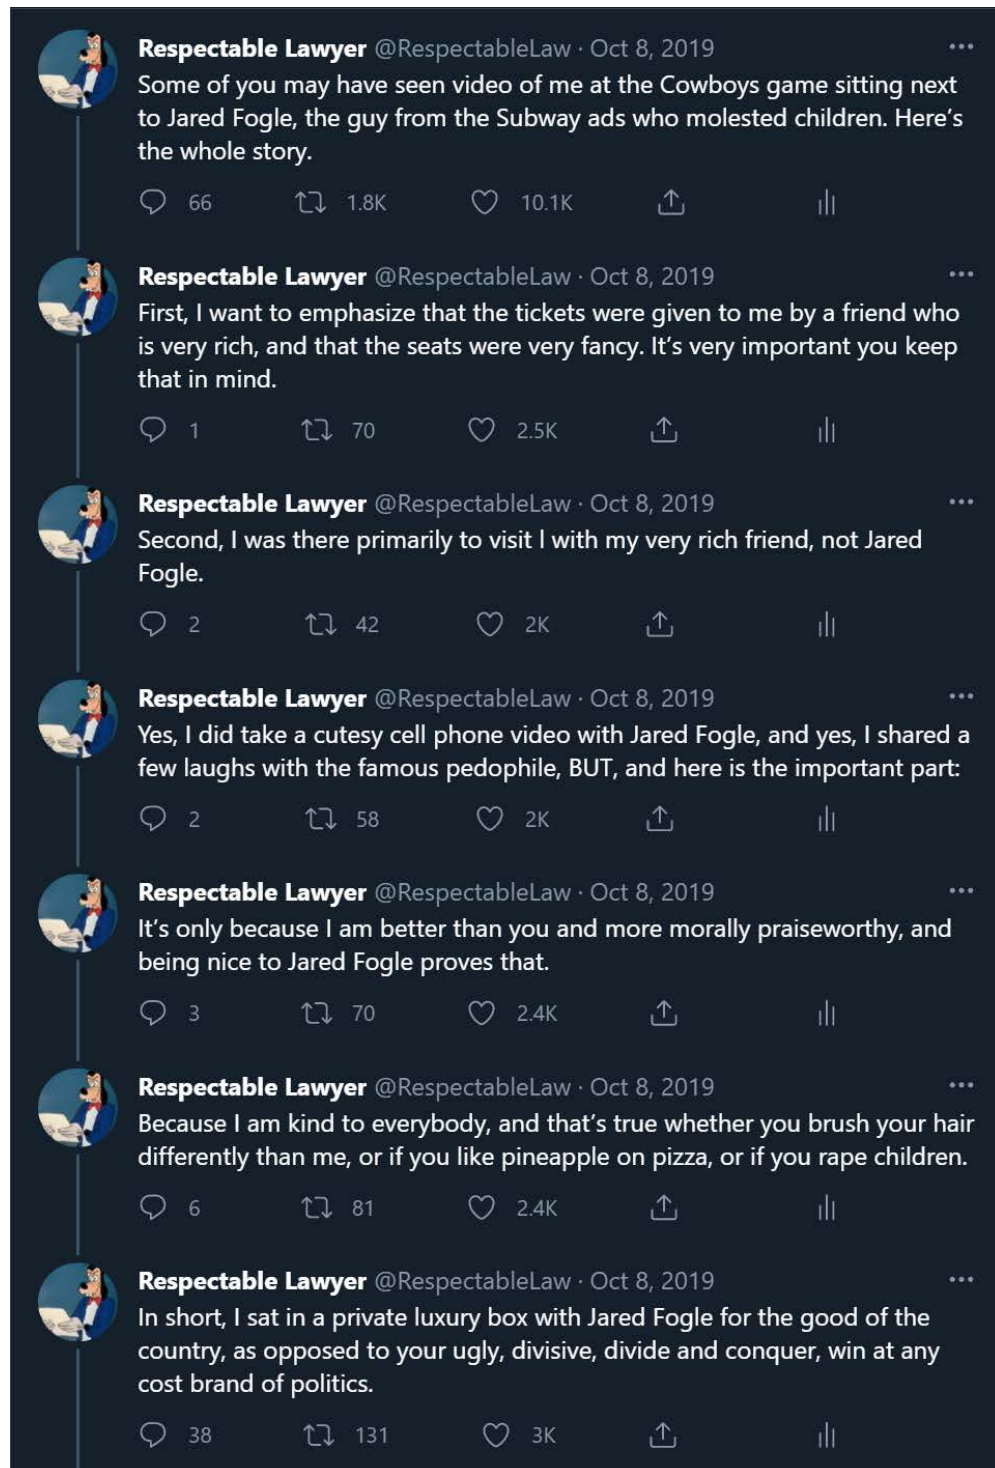 Respectable Lawyer @RespectableLaw · Oct 8, 2019
Some of you may have seen video of me at the Cowboys game sitting next
to Jared Fogle, the guy from the Subway ads who molested children. Here's
the whole story.
66 1.8K 10.1K
Respectable Lawyer @RespectableLaw · Oct 8, 2019
First, I want to emphasize that the tickets were given to me by a friend who
is very rich, and that the seats were very fancy. It's very important you keep
that in mind.
1 70 2.5K
Respectable Lawyer @RespectableLaw · Oct 8, 2019
Second, I was there primarily to visit l with my very rich friend, not Jared
Fogle.
2 42 2K
Respectable Lawyer @RespectableLaw · Oct 8, 2019
Yes, I did take a cutesy cell phone video with Jared Fogle, and yes, I shared a
few laughs with the famous pedophile, BUT, and here is the important part:
2 58 2K
Respectable Lawyer @RespectableLaw · Oct 8, 2019
It's only because I am better than you and more morally praiseworthy, and
being nice to Jared Fogle proves that.
3 70 2.4K
Respectable Lawyer @RespectableLaw · Oct 8, 2019
Because I am kind to everybody, and that's true whether you brush your hair
differently than me, or if you like pineapple on pizza, or if you rape children.
6 81 2.4K
Respectable Lawyer @RespectableLaw · Oct 8, 2019
In short, I sat in a private luxury box with Jared Fogle for the good of the
country, as opposed to your ugly, divisive, divide and conquer, win at any
cost brand of politics.
38 131 3K